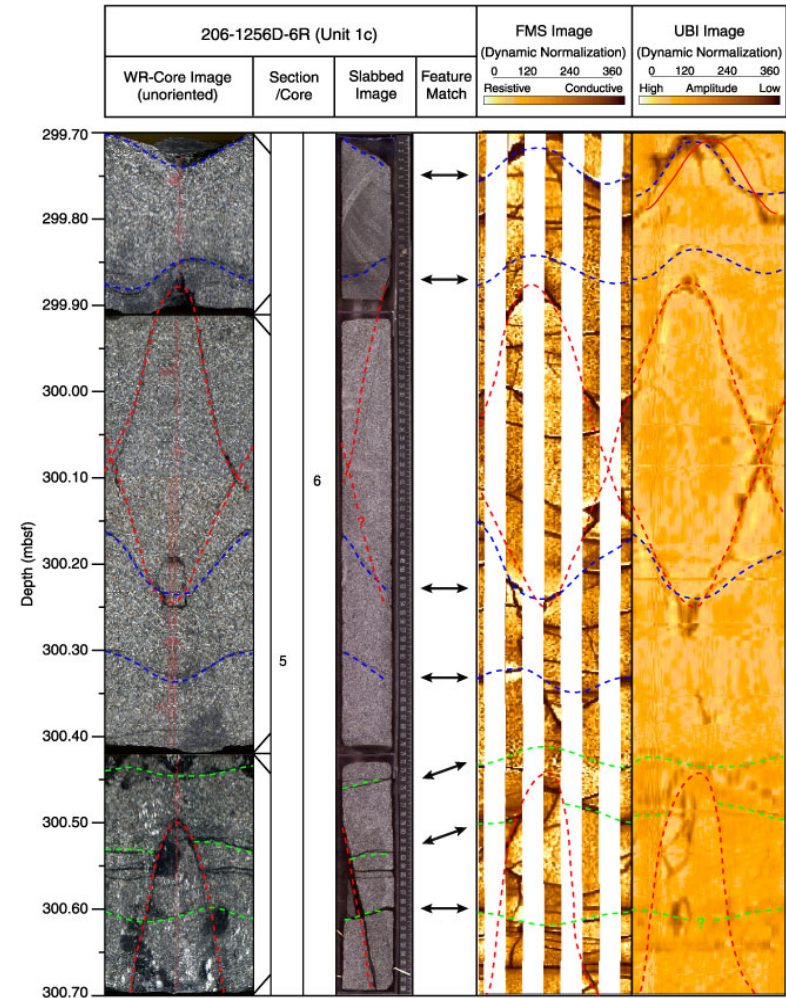 206-1256D-6R (Unit 1c)
FMS Image
(Dynamic Normalization)
0 120 240 360
Resistive Conductive
UBI Image
(Dynamic Normalization)
0 120 240 360
High Amplitude Low
WR-Core Image
(unoriented)
Section
/Core
Slabbed
Image
Feature
Match
299.70
299.80
299.90
300.00
300.10
300.20
300.30
300.40
300.50
300.60
300.70
Depth (mbsf)
6
5
?
?